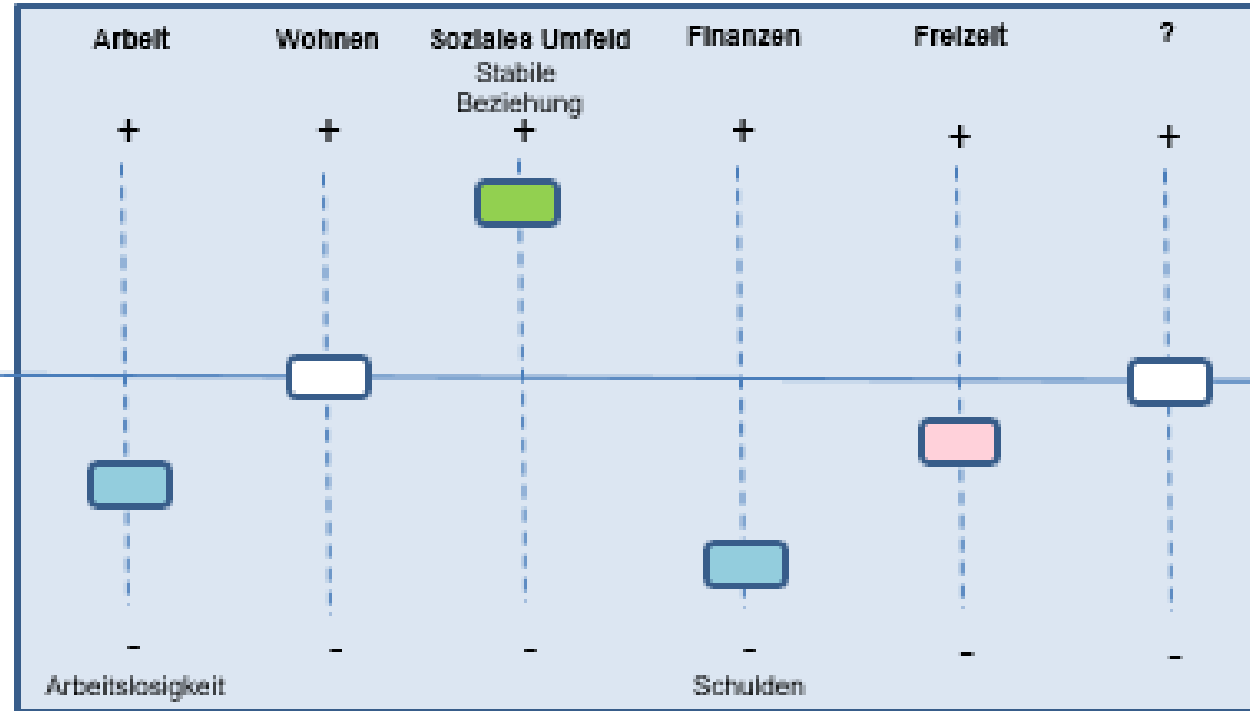 Arbeit Wohnen Soziales Umfeld Finanzen Freizeit ?
Stabile
Beziehung
+ + + + + +
- - - - - -
Arbeitslosigkeit Schulden